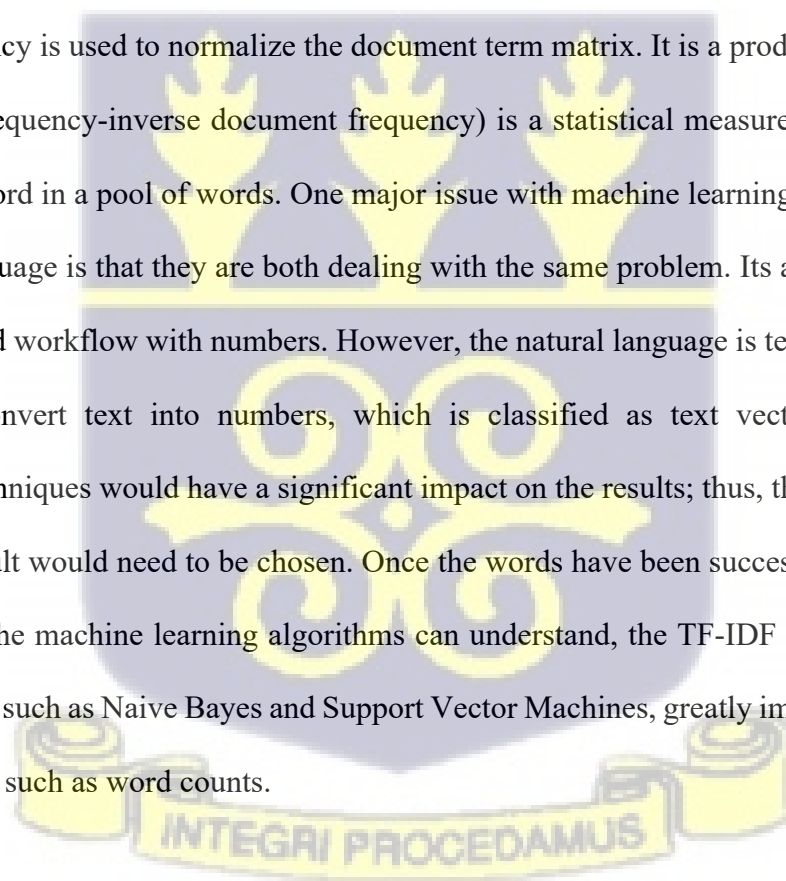 cy is used to normalize the document term matrix. It is a prod
equency-inverse document frequency) is a statistical measure
ord in a pool of words. One major issue with machine learning
uage is that they are both dealing with the same problem. Its a
d workflow with numbers. However, the natural language is te
nvert text into numbers, which is classified as text vect
hniques would have a significant impact on the results; thus, th
ult would need to be chosen. Once the words have been succes
he machine learning algorithms can understand, the TF-IDF
such as Naive Bayes and Support Vector Machines, greatly im
such as word counts.
INTEGRI PROCEDAMUS